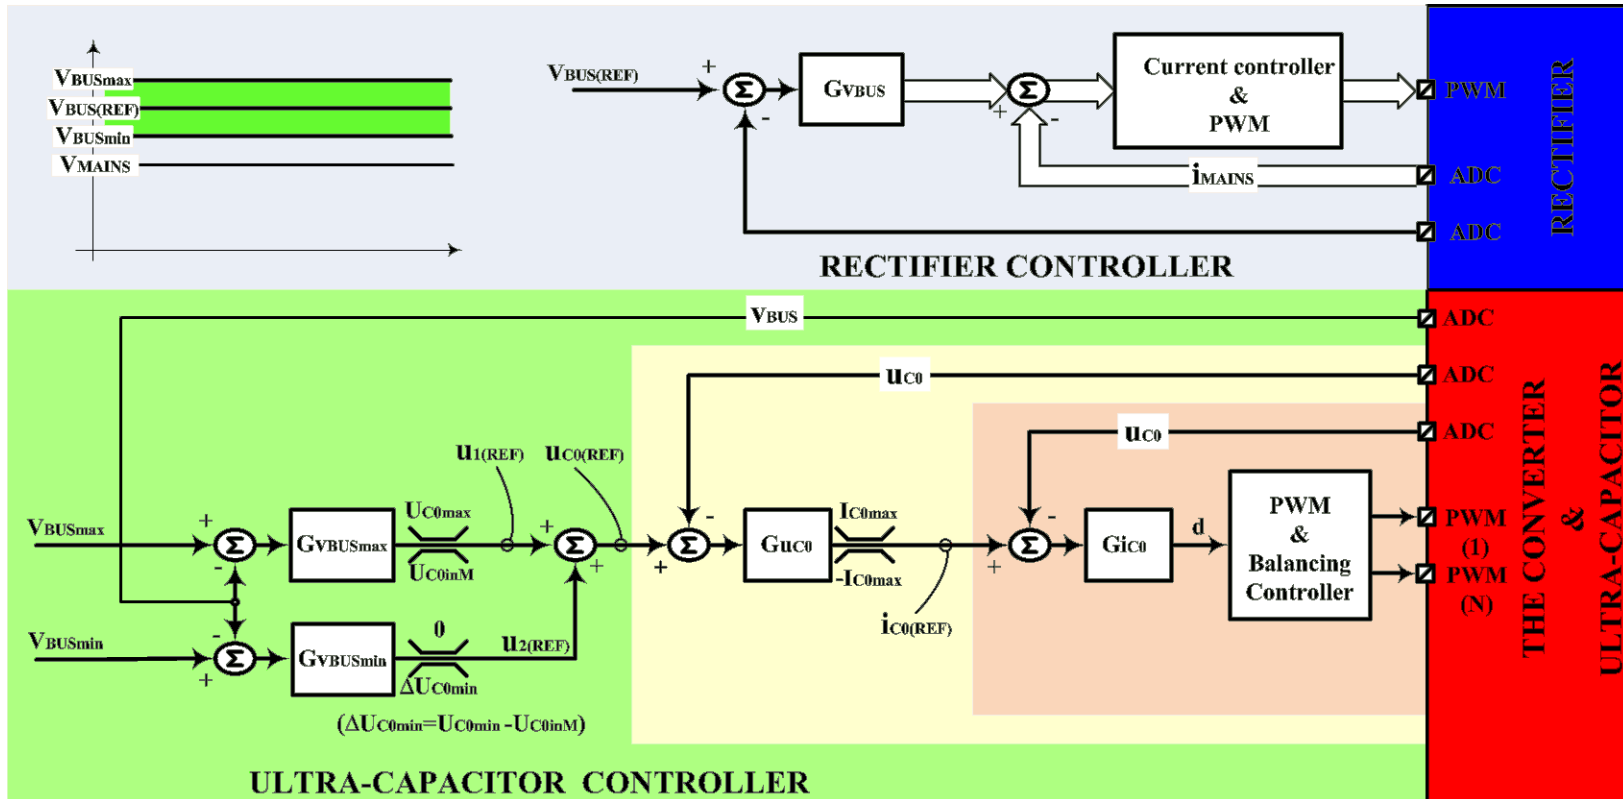 VBUSmax
VBUS(REF)
VBUSmin
VMAINS
VBUS(REF)
+
Σ
-
GVBUS
Σ
+
-
Current controller
&
PWM
iMAINS
PWM
ADC
ADC
RECTIFIER
RECTIFIER CONTROLLER
vBUS
ADC
uC0
ADC
uC0
ADC
u1(REF)
uC0(REF)
VBUSmax
+
Σ
-
GVBUSmax
UC0max
UC0inM
+
Σ
+
-
Σ
+
GuC0
IC0max
-IC0max
iC0(REF)
-
Σ
+
GiC0
d
PWM
&
Balancing
Controller
PWM
(1)
PWM
(N)
THE CONVERTER
&
ULTRA-CAPACITOR
VBUSmin
-
Σ
+
GVBUSmin
0
ΔUC0min
u2(REF)
(ΔUC0min=UC0min -UC0inM)
ULTRA-CAPACITOR CONTROLLER